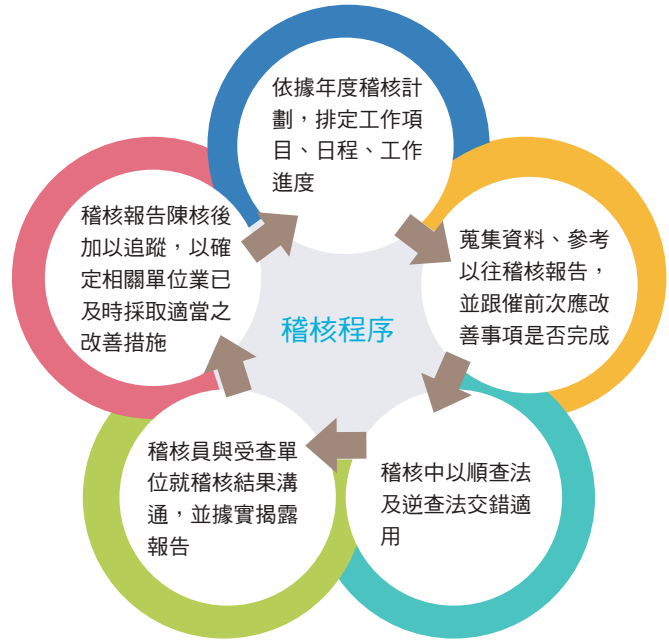 依據年度稽核計
劃，排定工作項
目、日程、工作
進度
蒐集資料、參考
以往稽核報告，
並跟催前次應改
善事項是否完成
稽核中以順查法
及逆查法交錯適
用
稽核員與受查單
位就稽核結果溝
通，並據實揭露
報告
稽核報告陳核後
加以追蹤，以確
定相關單位業已
及時採取適當之
改善措施
稽核程序